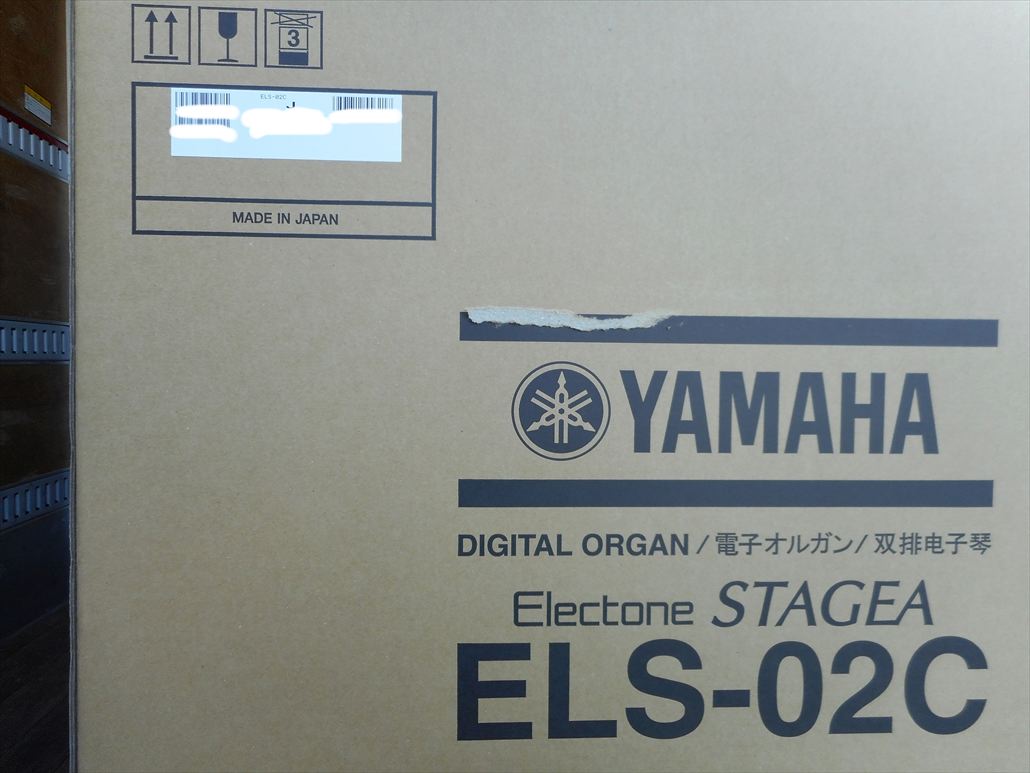 3
ELS-02C
J
MADE IN JAPAN
YAMAHA
DIGITAL ORGAN / 電子オルガン / 双排电子琴
Electone STAGEA
ELS-02C